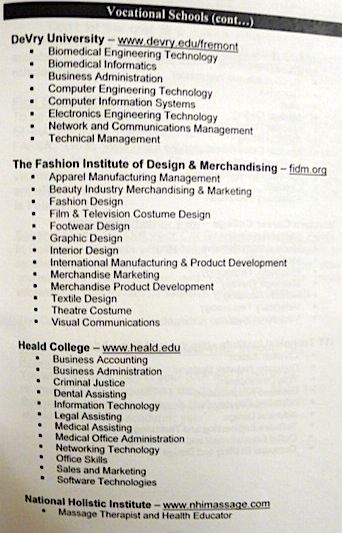 Vocational Schools (cont…)
DeVry University – www.devry.edu/fremont
• Biomedical Engineering Technology
• Biomedical Informatics
• Business Administration
• Computer Engineering Technology
• Computer Information Systems
• Electronics Engineering Technology
• Network and Communications Management
• Technical Management
The Fashion Institute of Design & Merchandising – fidm.org
• Apparel Manufacturing Management
• Beauty Industry Merchandising & Marketing
• Fashion Design
• Film & Television Costume Design
• Footwear Design
• Graphic Design
• Interior Design
• International Manufacturing & Product Development
• Merchandise Marketing
• Merchandise Product Development
• Textile Design
• Theatre Costume
• Visual Communications
Heald College – www.heald.edu
• Business Accounting
• Business Administration
• Criminal Justice
• Dental Assisting
• Information Technology
• Legal Assisting
• Medical Assisting
• Medical Office Administration
• Networking Technology
• Office Skills
• Sales and Marketing
• Software Technologies
National Holistic Institute – www.nhimassage.com
• Massage Therapist and Health Educator